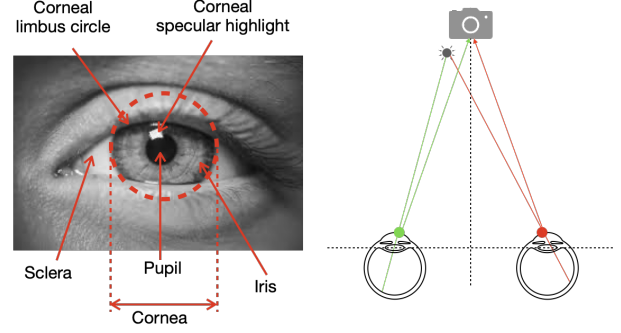 Corneal
limbus circle
Corneal
specular highlight
Sclera
Pupil
Iris
Cornea